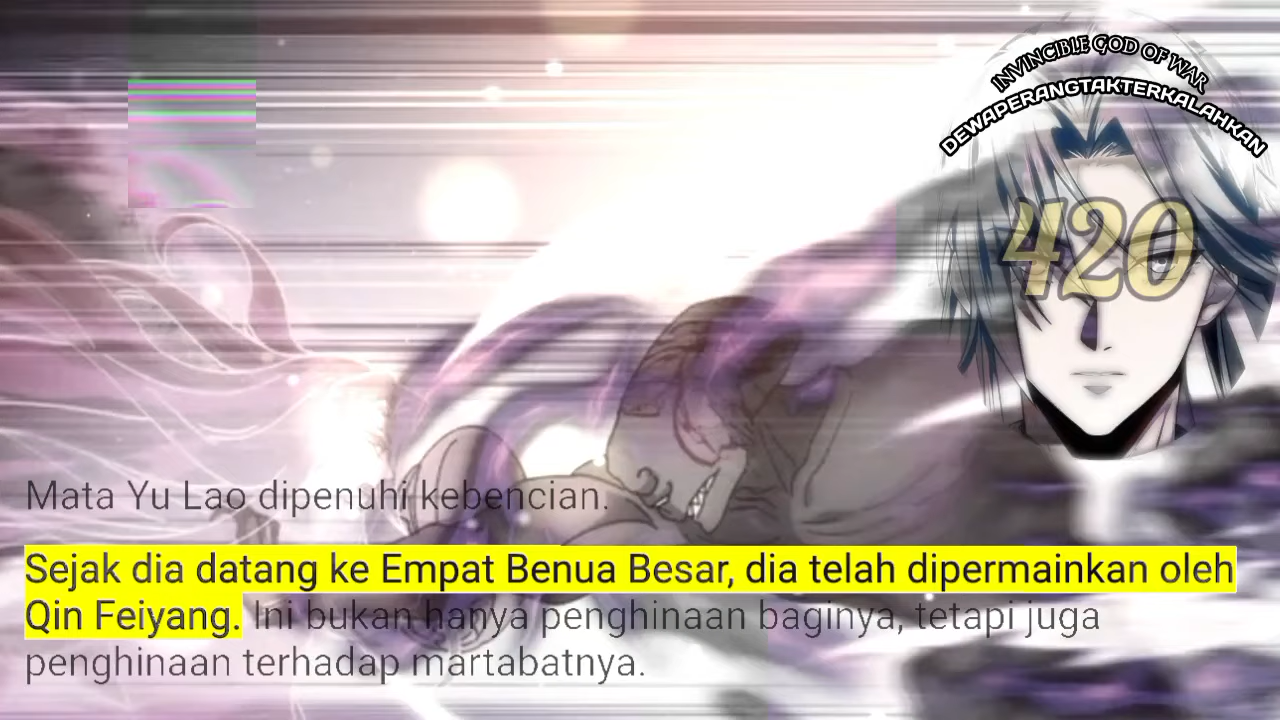 INVINCIBLE GOD OF WAR
DEWAPERANGTAKTERKALAHKAN
420
Mata Yu Lao dipenuhi kebencian.
Sejak dia datang ke Empat Benua Besar, dia telah dipermainkan oleh
Qin Feiyang. Ini bukan hanya penghinaan baginya, tetapi juga
penghinaan terhadap martabatnya.